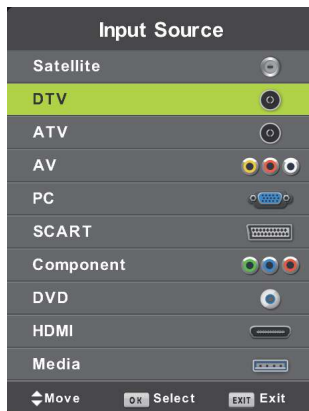 Input Source
Satellite
DTV
ATV
AV
PC
SCART
Component
DVD
HDMI
Media
Move OK Select EXIT Exit